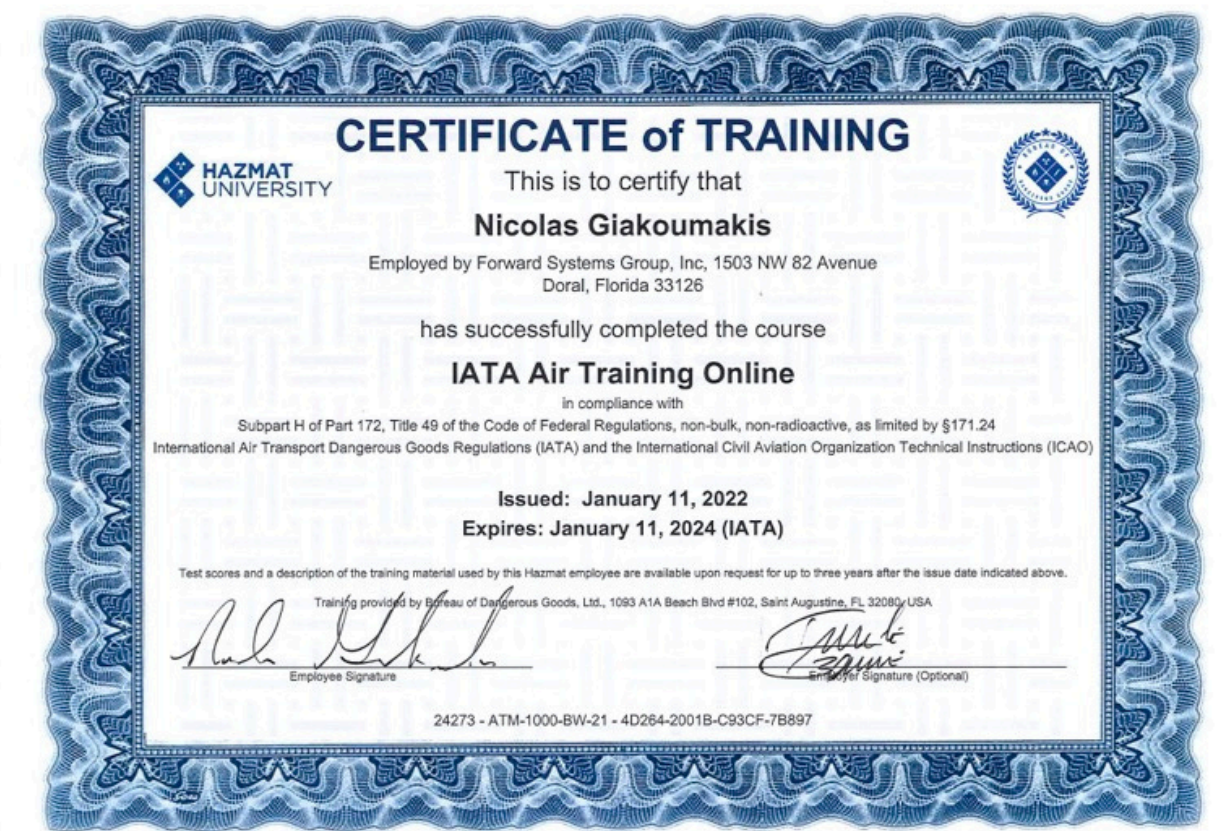 CERTIFICATE of TRAINING
HAZMAT
UNIVERSITY
BUREAU OF
DANGEROUS GOODS
This is to certify that
Nicolas Giakoumakis
Employed by Forward Systems Group, Inc, 1503 NW 82 Avenue
Doral, Florida 33126
has successfully completed the course
IATA Air Training Online
in compliance with
Subpart H of Part 172, Title 49 of the Code of Federal Regulations, non-bulk, non-radioactive, as limited by §171.24
International Air Transport Dangerous Goods Regulations (IATA) and the International Civil Aviation Organization Technical Instructions (ICAO)
Issued: January 11, 2022
Expires: January 11, 2024 (IATA)
Test scores and a description of the training material used by this Hazmat employee are available upon request for up to three years after the issue date indicated above.
Training provided by Bureau of Dangerous Goods, Ltd., 1093 A1A Beach Blvd #102, Saint Augustine, FL 32080, USA
Employee Signature
Employer Signature (Optional)
24273 - ATM-1000-BW-21 - 4D264-2001B-C93CF-7B897